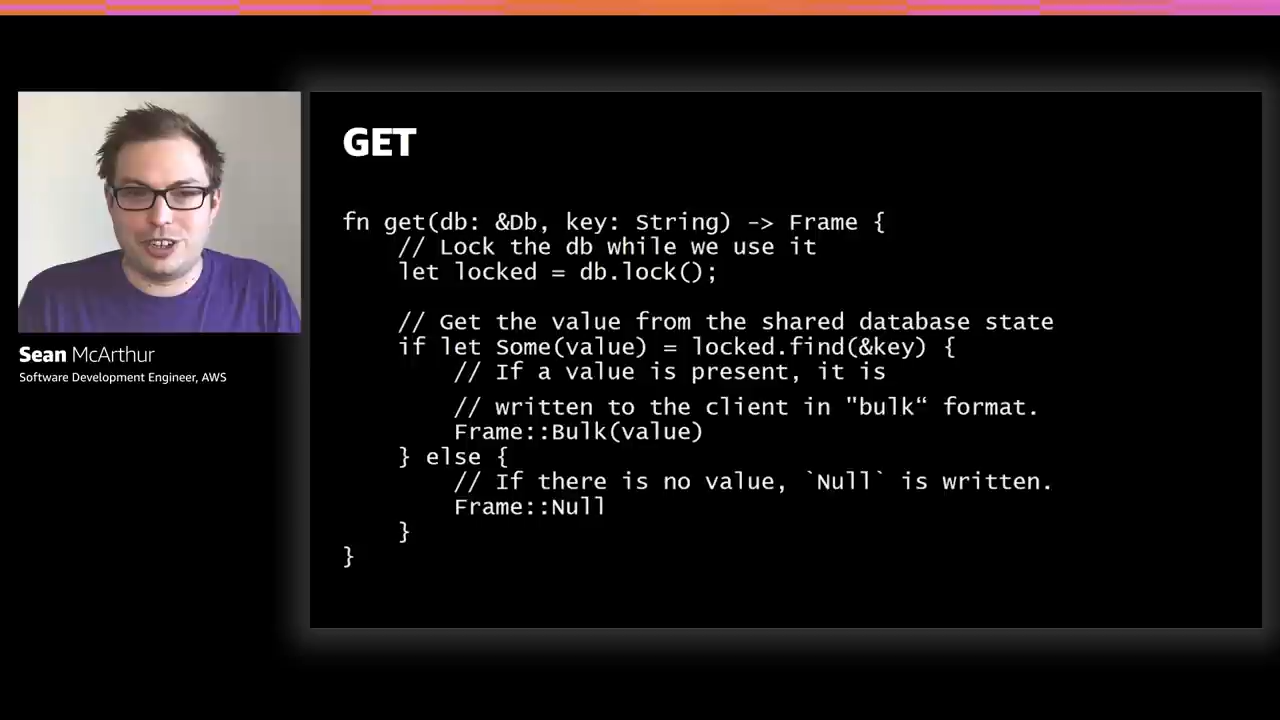 GET
fn get(db: &Db, key: String) -> Frame {
    // Lock the db while we use it
    let locked = db.lock();
    // Get the value from the shared database state
    if let Some(value) = locked.find(&key) {
        // If a value is present, it is
        // written to the client in "bulk“ format.
        Frame::Bulk(value)
    } else {
        // If there is no value, `Null` is written.
        Frame::Null
    }
}
Sean McArthur
Software Development Engineer, AWS